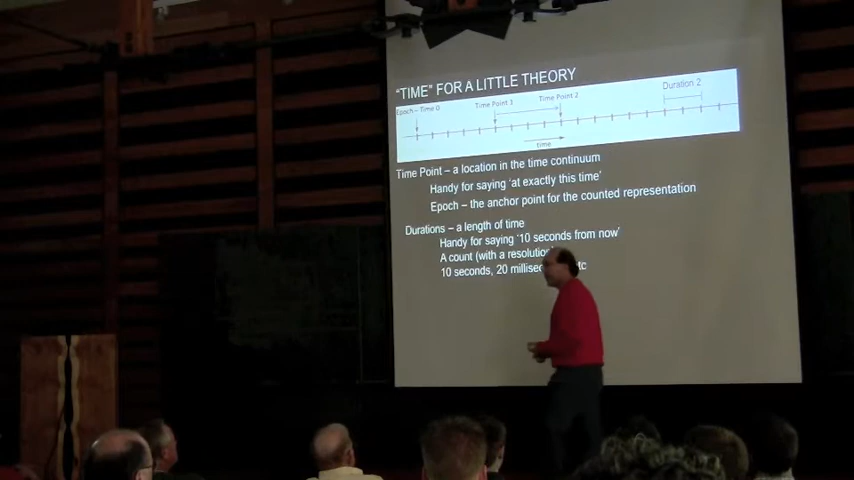 "TIME" FOR A LITTLE THEORY
Epoch – Time 0
Time Point 1
Time Point 2
Duration 2
time
Time Point – a location in the time continuum
Handy for saying 'at exactly this time'
Epoch – the anchor point for the counted representation
Durations – a length of time
Handy for saying '10 seconds from now'
A count (with a resolution
10 seconds, 20 millisec